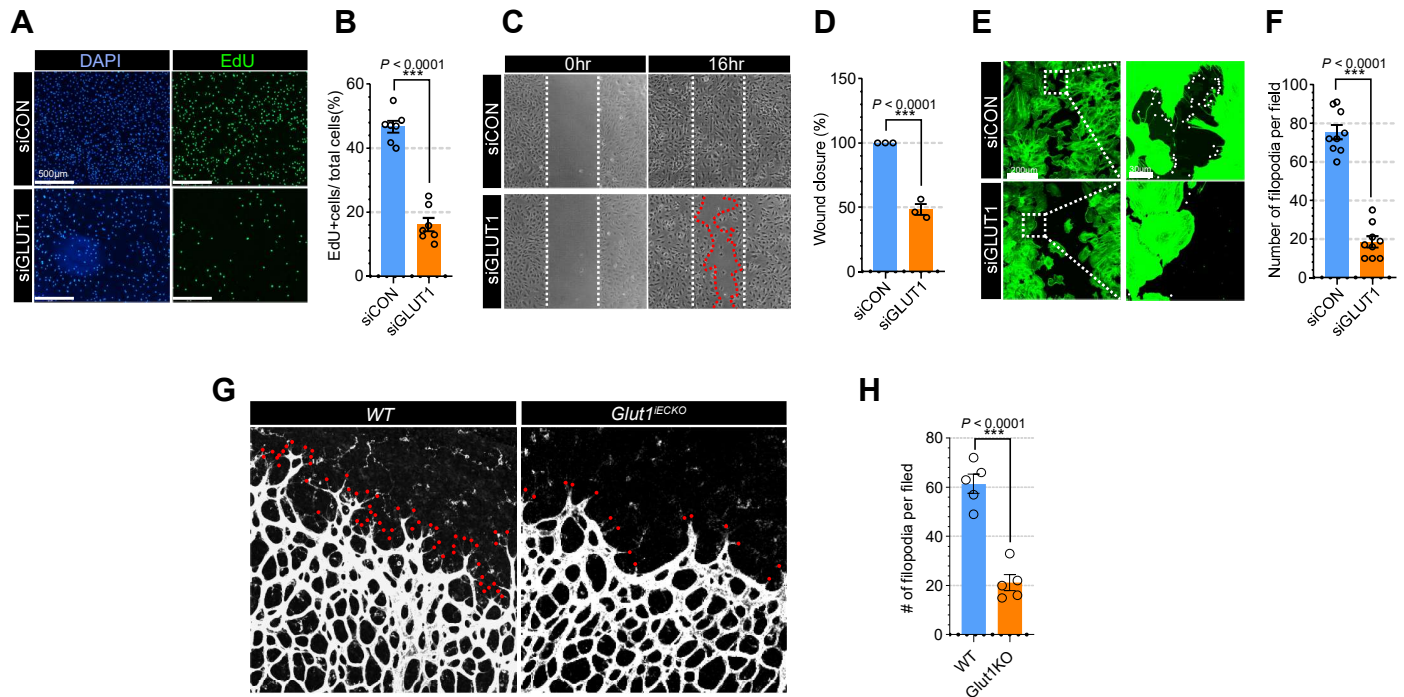 A
DAPI
EdU
siCON
500µm
siGLUT1
B
P < 0.0001
***
EdU+cells/ total cells(%)
60
40
20
0
siCON
siGLUT1
C
0hr
16hr
siCON
siGLUT1
D
P < 0.0001
***
Wound closure (%)
150
100
50
0
siCON
siGLUT1
E
siCON
200µm
siGLUT1
F
P < 0.0001
***
Number of filopodia per field
100
80
60
40
20
0
siCON
siGLUT1
G
WT
Glut1iECKO
H
P < 0.0001
***
# of filopodia per filed
80
60
40
20
0
WT
Glut1KO